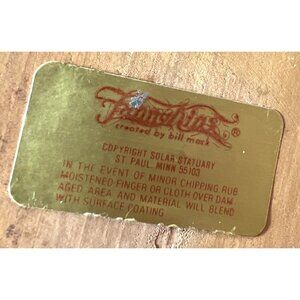 created by bill mack
®
COPYRIGHT SOLAR STATUARY
ST. PAUL, MINN 55103
IN THE EVENT OF MINOR CHIPPING RUB
MOISTENED FINGER OR CLOTH OVER DAM-
AGED AREA AND MATERIAL WILL BLEND
WITH SURFACE COATING